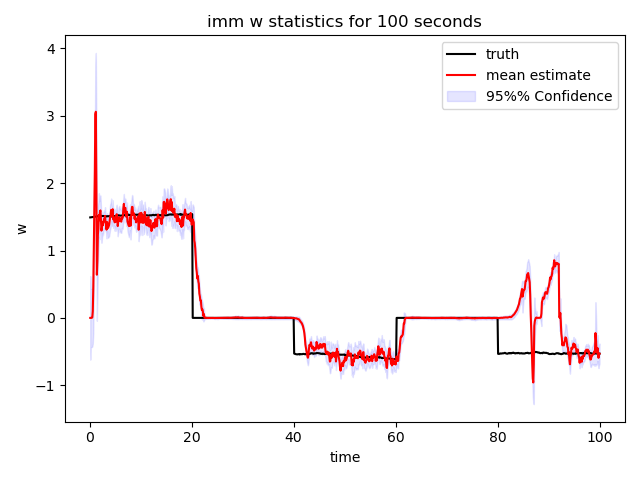 imm w statistics for 100 seconds
truth
mean estimate
95%% Confidence
w
4
3
2
1
0
−1
0 20 40 60 80 100
time